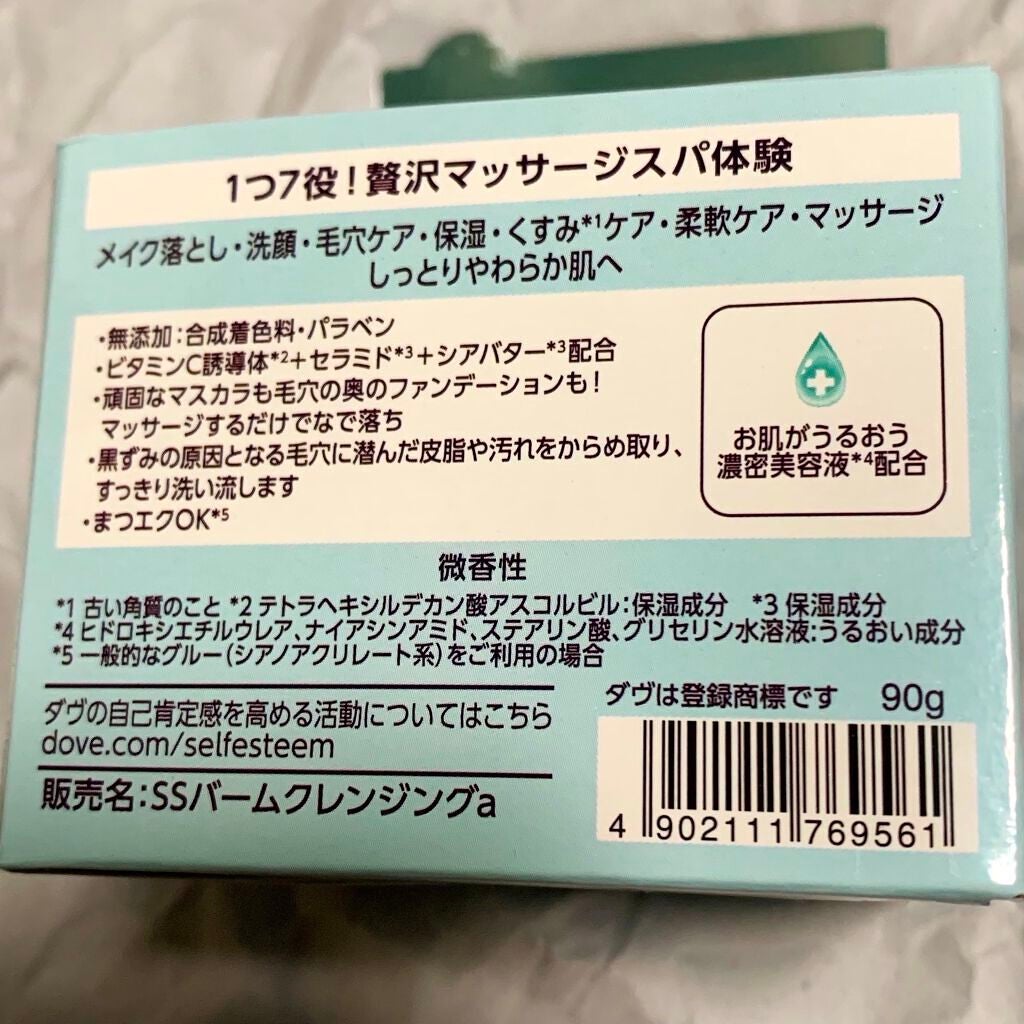 1つ7役!贅沢マッサージスパ体験
メイク落とし・洗顔・毛穴ケア・保湿・くすみ*1ケア・柔軟ケア・マッサージ
しっとりやわらか肌へ
・無添加:合成着色料・パラベン
・ビタミンC誘導体*2+セラミド*3+シアバター*3配合
・頑固なマスカラも毛穴の奥のファンデーションも!
マッサージするだけでなで落ち
・黒ずみの原因となる毛穴に潜んだ皮脂や汚れをからめ取り、
すっきり洗い流します
・まつエクOK*5
お肌がうるおう
濃密美容液*4配合
微香性
*1 古い角質のこと *2 テトラヘキシルデカン酸アスコルビル:保湿成分 *3 保湿成分
*4 ヒドロキシエチルウレア、ナイアシンアミド、ステアリン酸、グリセリン水溶液:うるおい成分
*5 一般的なグルー(シアノアクリレート系)をご利用の場合
ダヴの自己肯定感を高める活動についてはこちら
dove.com/selfesteem
販売名:SSバームクレンジングa
ダヴは登録商標です 90g
4 902111 769561